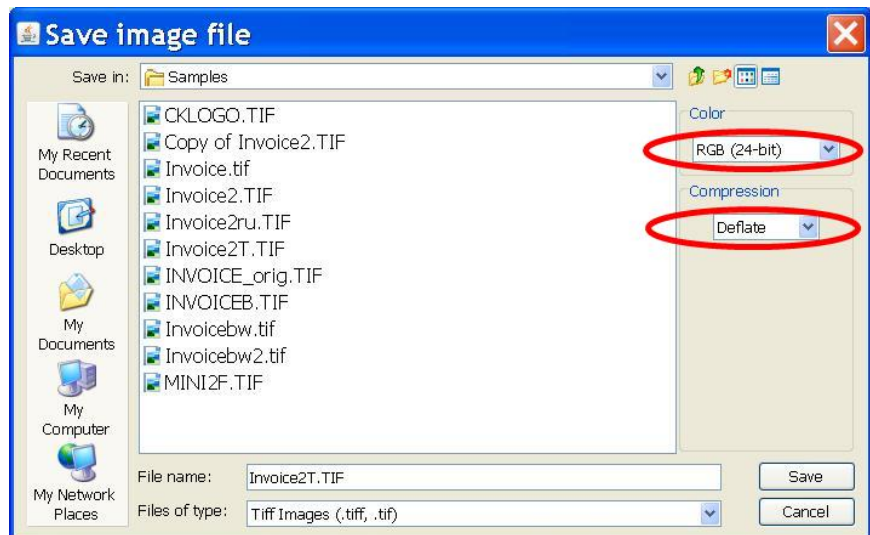 Save image file
Save in:
Samples
My Recent
Documents
Desktop
My
Documents
My
Computer
My Network
Places
CKLOGO.TIF
Copy of Invoice2.TIF
Invoice.tif
Invoice2.TIF
Invoice2ru.TIF
Invoice2T.TIF
INVOICE_orig.TIF
INVOICEB.TIF
Invoicebw.tif
Invoicebw2.tif
MINI2F.TIF
Color
RGB (24-bit)
Compression
Deflate
File name:
Invoice2T.TIF
Save
Files of type:
Tiff Images (.tiff, .tif)
Cancel